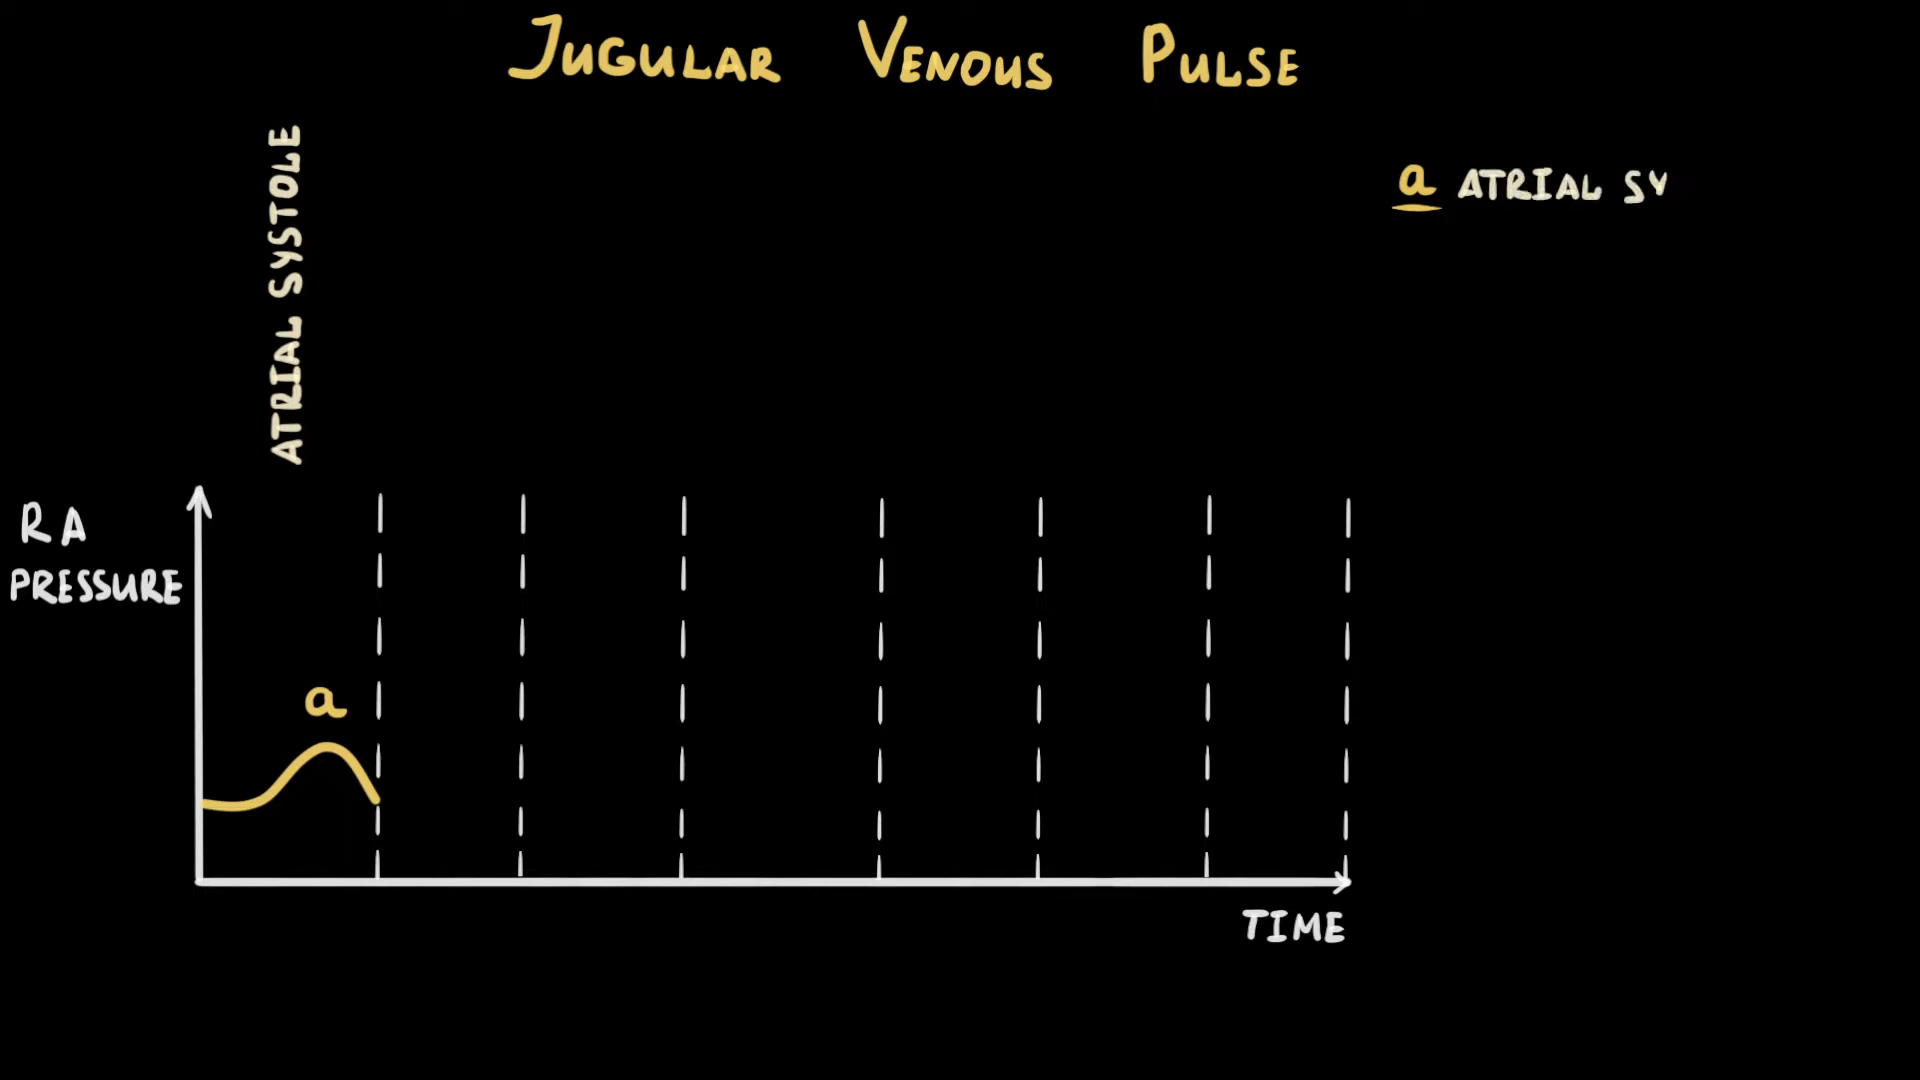 JUGULAR VENOUS PULSE
ATRIAL SYSTOLE
a ATRIAL SY
RA
PRESSURE
a
TIME